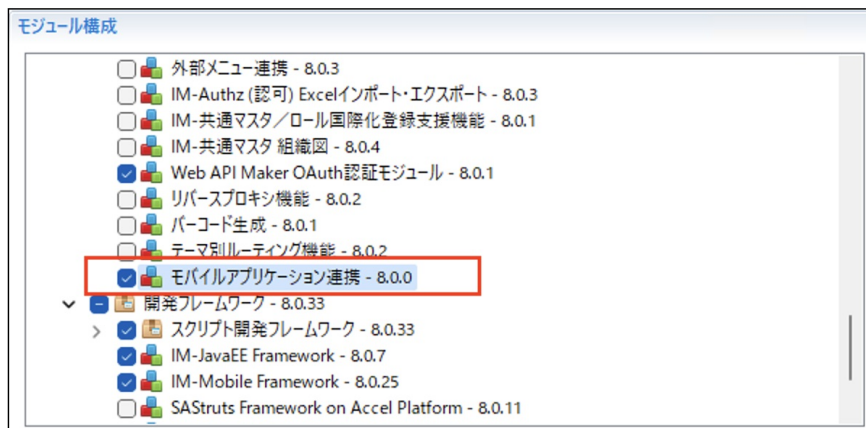 モジュール構成
外部メニュー連携 - 8.0.3
IM-Authz (認可) Excelインポート・エクスポート - 8.0.3
IM-共通マスタ/ロール国際化登録支援機能 - 8.0.1
IM-共通マスタ 組織図 - 8.0.4
Web API Maker OAuth認証モジュール - 8.0.1
リバースプロキシ機能 - 8.0.2
バーコード生成 - 8.0.1
テーマ別ルーティング機能 - 8.0.2
モバイルアプリケーション連携 - 8.0.0
開発フレームワーク - 8.0.33
スクリプト開発フレームワーク - 8.0.33
IM-JavaEE Framework - 8.0.7
IM-Mobile Framework - 8.0.25
SAStruts Framework on Accel Platform - 8.0.11